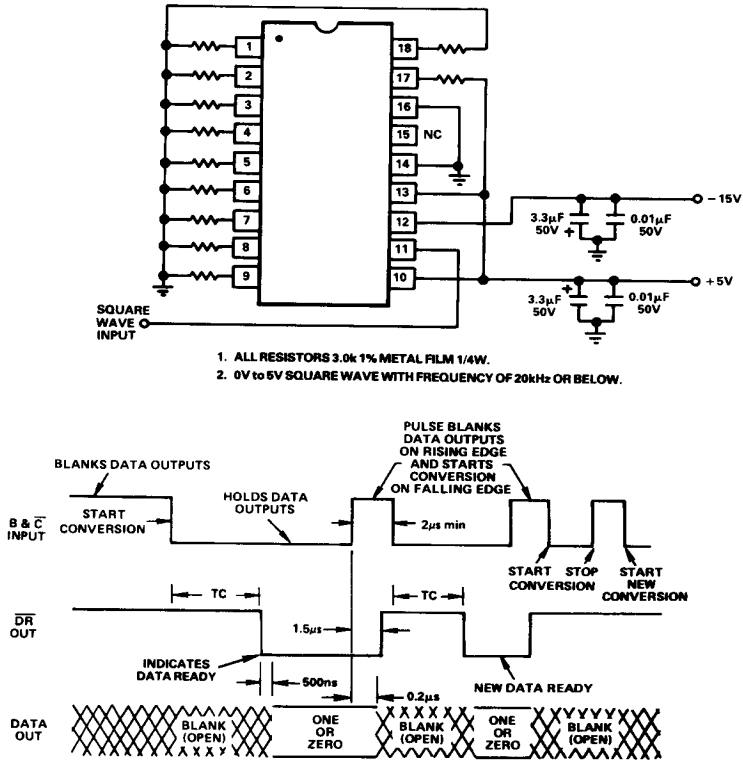 1 18
2 17
3 16
4 15 NC
5 14
6 13
7 12
8 11
9 10
– 15V
3.3µF 50V + 0.01µF 50V
+ 5V
+ 3.3µF 50V 0.01µF 50V
SQUARE
WAVE
INPUT
1. ALL RESISTORS 3.0k 1% METAL FILM 1/4W.
2. 0V to 5V SQUARE WAVE WITH FREQUENCY OF 20kHz OR BELOW.
PULSE BLANKS
DATA OUTPUTS
ON RISING EDGE
AND STARTS
CONVERSION
ON FALLING EDGE
BLANKS DATA OUTPUTS
HOLDS DATA
OUTPUTS
START
CONVERSION
B & C̅
INPUT
2µs min
START
CONVERSION
STOP
START
NEW
CONVERSION
TC
TC
D̅R̅
OUT
1.5µs
INDICATES
DATA READY
500ns
0.2µs
NEW DATA READY
DATA
OUT
BLANK
(OPEN)
ONE
OR
ZERO
BLANK
(OPEN)
ONE
OR
ZERO
BLANK
(OPEN)